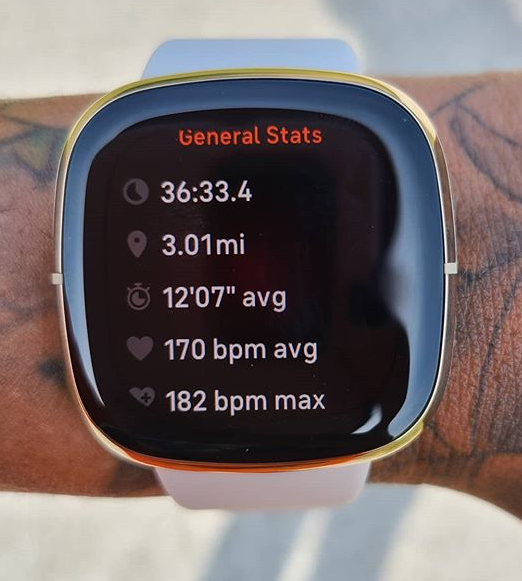 General Stats
36:33.4
3.01mi
12'07" avg
170 bpm avg
182 bpm max